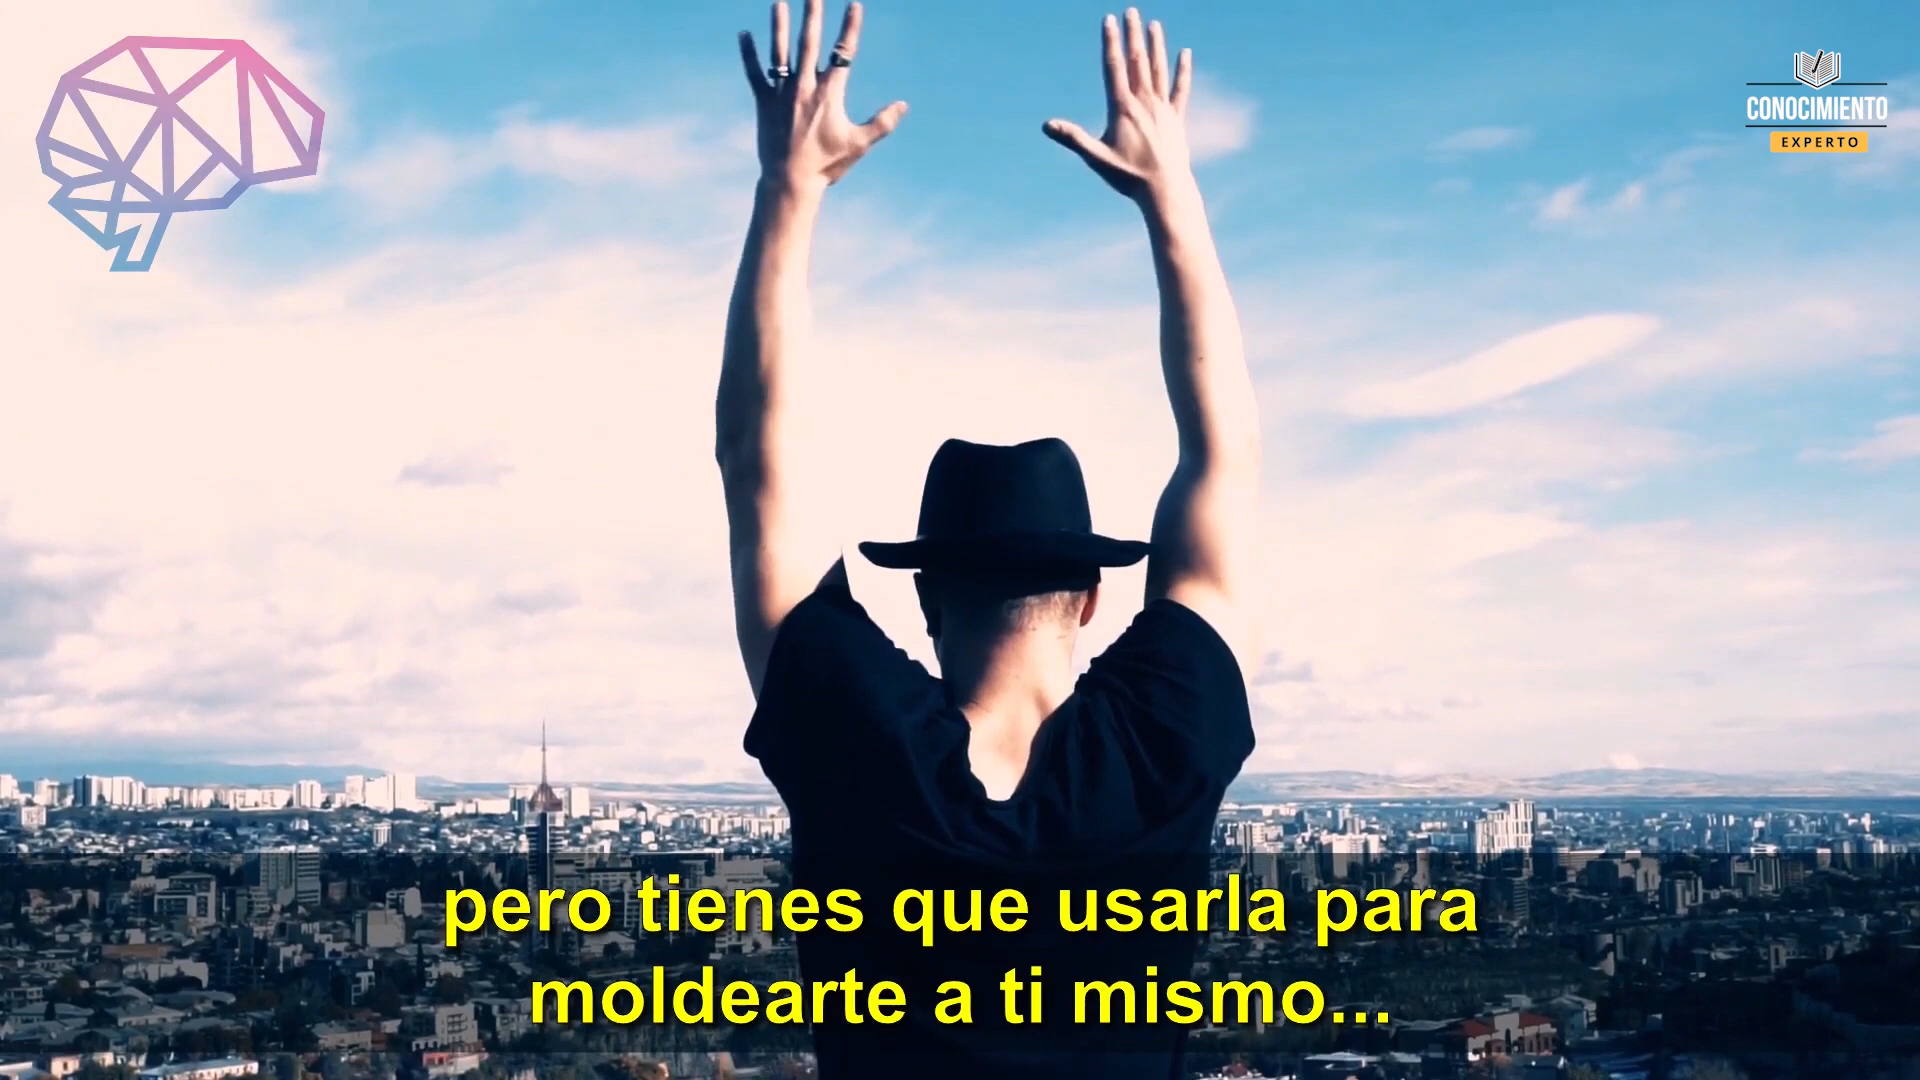 CONOCIMIENTO
EXPERTO
pero tienes que usarla para
moldearte a ti mismo...